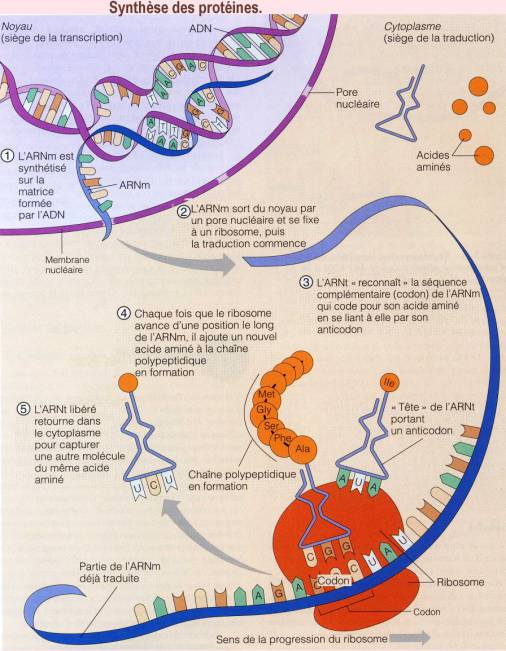 Synthèse des protéines.
Noyau
(siège de la transcription)
ADN
Cytoplasme
(siège de la traduction)
Pore
nucléaire
Acides
aminés
1 L'ARNm est
synthétisé
sur la
matrice
formée
par l'ADN
ARNm
Membrane
nucléaire
2 L'ARNm sort du noyau par
un pore nucléaire et se fixe
à un ribosome, puis
la traduction commence
3 L'ARNt « reconnaît » la séquence
complémentaire (codon) de l'ARNm
qui code pour son acide aminé
en se liant à elle par son
anticodon
4 Chaque fois que le ribosome
avance d'une position le long
de l'ARNm, il ajoute un nouvel
acide aminé à la chaîne
polypeptidique
en formation
Met
Gly
Ser
Phe
Ala
Ile
5 L'ARNt libéré
retourne dans
le cytoplasme
pour capturer
une autre molécule
du même acide
aminé
« Tête » de l'ARNt
portant
un anticodon
Chaîne polypeptidique
en formation
U C U
A U A
C G G
A G A C
C U A U
Codon
Partie de l'ARNm
déjà traduite
Ribosome
Codon
Sens de la progression du ribosome